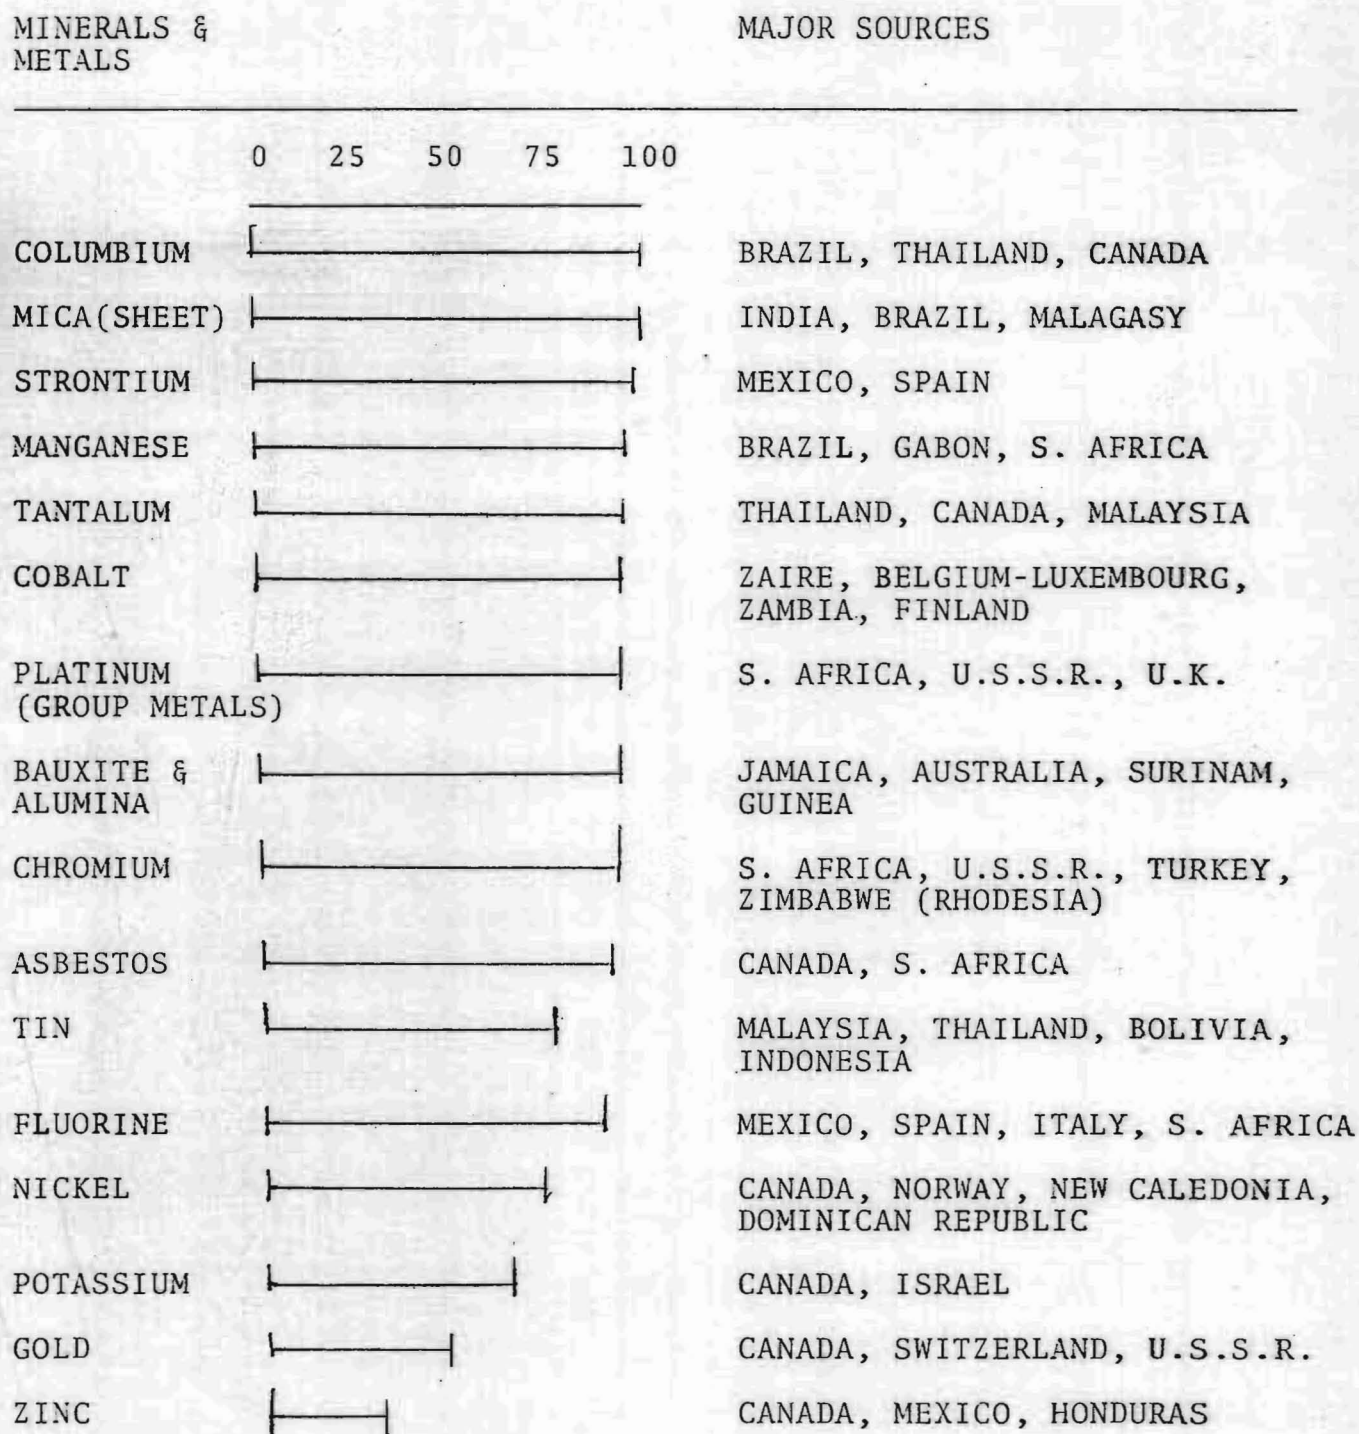 MINERALS & MAJOR SOURCES
METALS
0 25 50 75 100
COLUMBIUM BRAZIL, THAILAND, CANADA
MICA(SHEET) INDIA, BRAZIL, MALAGASY
STRONTIUM MEXICO, SPAIN
MANGANESE BRAZIL, GABON, S. AFRICA
TANTALUM THAILAND, CANADA, MALAYSIA
COBALT ZAIRE, BELGIUM-LUXEMBOURG,
ZAMBIA, FINLAND
PLATINUM S. AFRICA, U.S.S.R., U.K.
(GROUP METALS)
BAUXITE & JAMAICA, AUSTRALIA, SURINAM,
ALUMINA GUINEA
CHROMIUM S. AFRICA, U.S.S.R., TURKEY,
ZIMBABWE (RHODESIA)
ASBESTOS CANADA, S. AFRICA
TIN MALAYSIA, THAILAND, BOLIVIA,
INDONESIA
FLUORINE MEXICO, SPAIN, ITALY, S. AFRICA
NICKEL CANADA, NORWAY, NEW CALEDONIA,
DOMINICAN REPUBLIC
POTASSIUM CANADA, ISRAEL
GOLD CANADA, SWITZERLAND, U.S.S.R.
ZINC CANADA, MEXICO, HONDURAS